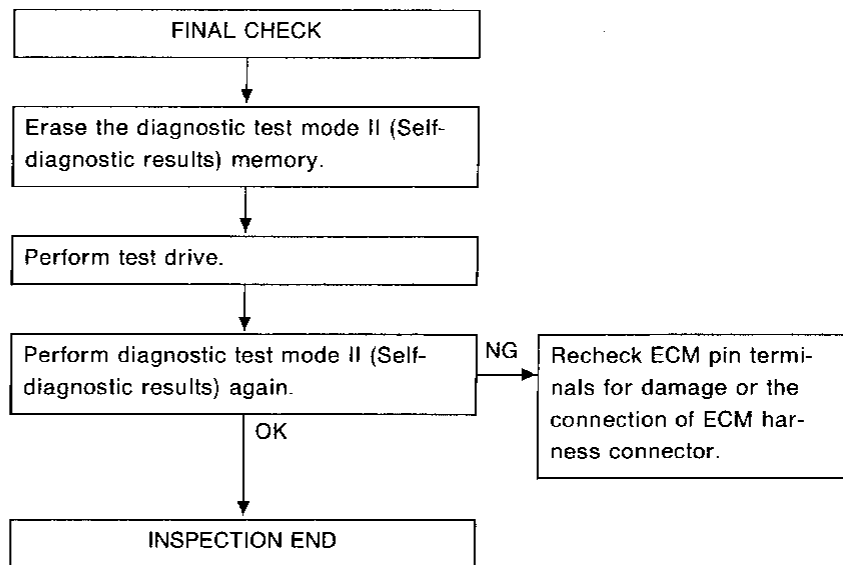 FINAL CHECK
Erase the diagnostic test mode II (Self-
diagnostic results) memory.
Perform test drive.
Perform diagnostic test mode II (Self-
diagnostic results) again.
NG
Recheck ECM pin termi-
nals for damage or the
connection of ECM har-
ness connector.
OK
INSPECTION END